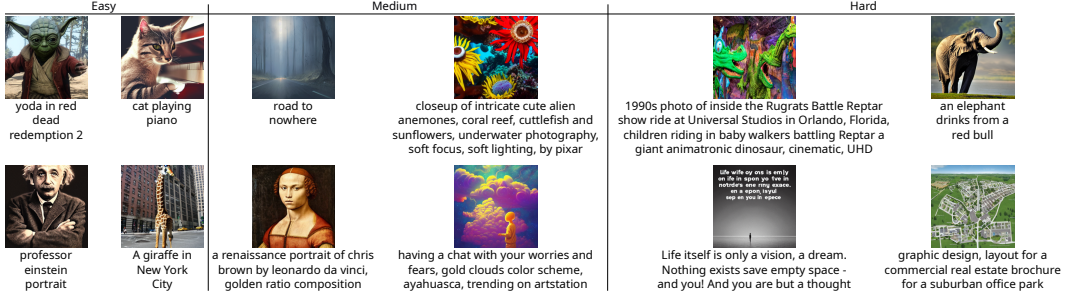 Easy
Medium
Hard
yoda in red
dead
redemption 2
cat playing
piano
road to
nowhere
closeup of intricate cute alien
anemones, coral reef, cuttlefish and
sunflowers, underwater photography,
soft focus, soft lighting, by pixar
1990s photo of inside the Rugrats Battle Reptar
show ride at Universal Studios in Orlando, Florida,
children riding in baby walkers battling Reptar a
giant animatronic dinosaur, cinematic, UHD
an elephant
drinks from a
red bull
professor
einstein
portrait
A giraffe in
New York
City
a renaissance portrait of chris
brown by leonardo da vinci,
golden ratio composition
having a chat with your worries and
fears, gold clouds color scheme,
ayahuasca, trending on artstation
Life itself is only a vision, a dream.
Nothing exists save empty space -
and you! And you are but a thought
graphic design, layout for a
commercial real estate brochure
for a suburban office park